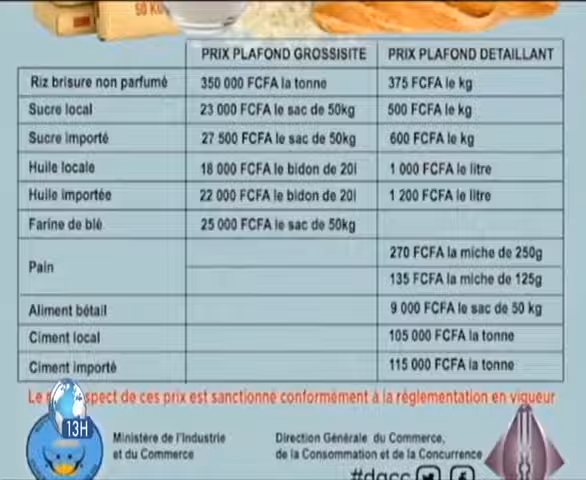 50 KG
PRIX PLAFOND GROSSISITE PRIX PLAFOND DETAILLANT
Riz brisure non parfumé 350 000 FCFA la tonne 375 FCFA le kg
Sucre local 23 000 FCFA le sac de 50kg 500 FCFA le kg
Sucre importé 27 500 FCFA le sac de 50kg 600 FCFA le kg
Huile locale 18 000 FCFA le bidon de 20l 1 000 FCFA le litre
Huile importée 22 000 FCFA le bidon de 20l 1 200 FCFA le litre
Farine de blé 25 000 FCFA le sac de 50kg
Pain 270 FCFA la miche de 250g
135 FCFA la miche de 125g
Aliment bétail 9 000 FCFA le sac de 50 kg
Ciment local 105 000 FCFA la tonne
Ciment importé 115 000 FCFA la tonne
Le spect de ces prix est sanctionné conformément à la réglementation en vigueur
13H
Ministère de l'Industrie
et du Commerce
Direction Générale du Commerce,
de la Consommation et de la Concurrence
#dgcc